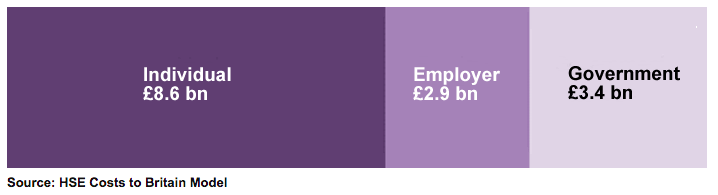 Individual
£8.6 bn
Employer
£2.9 bn
Government
£3.4 bn
Source: HSE Costs to Britain Model